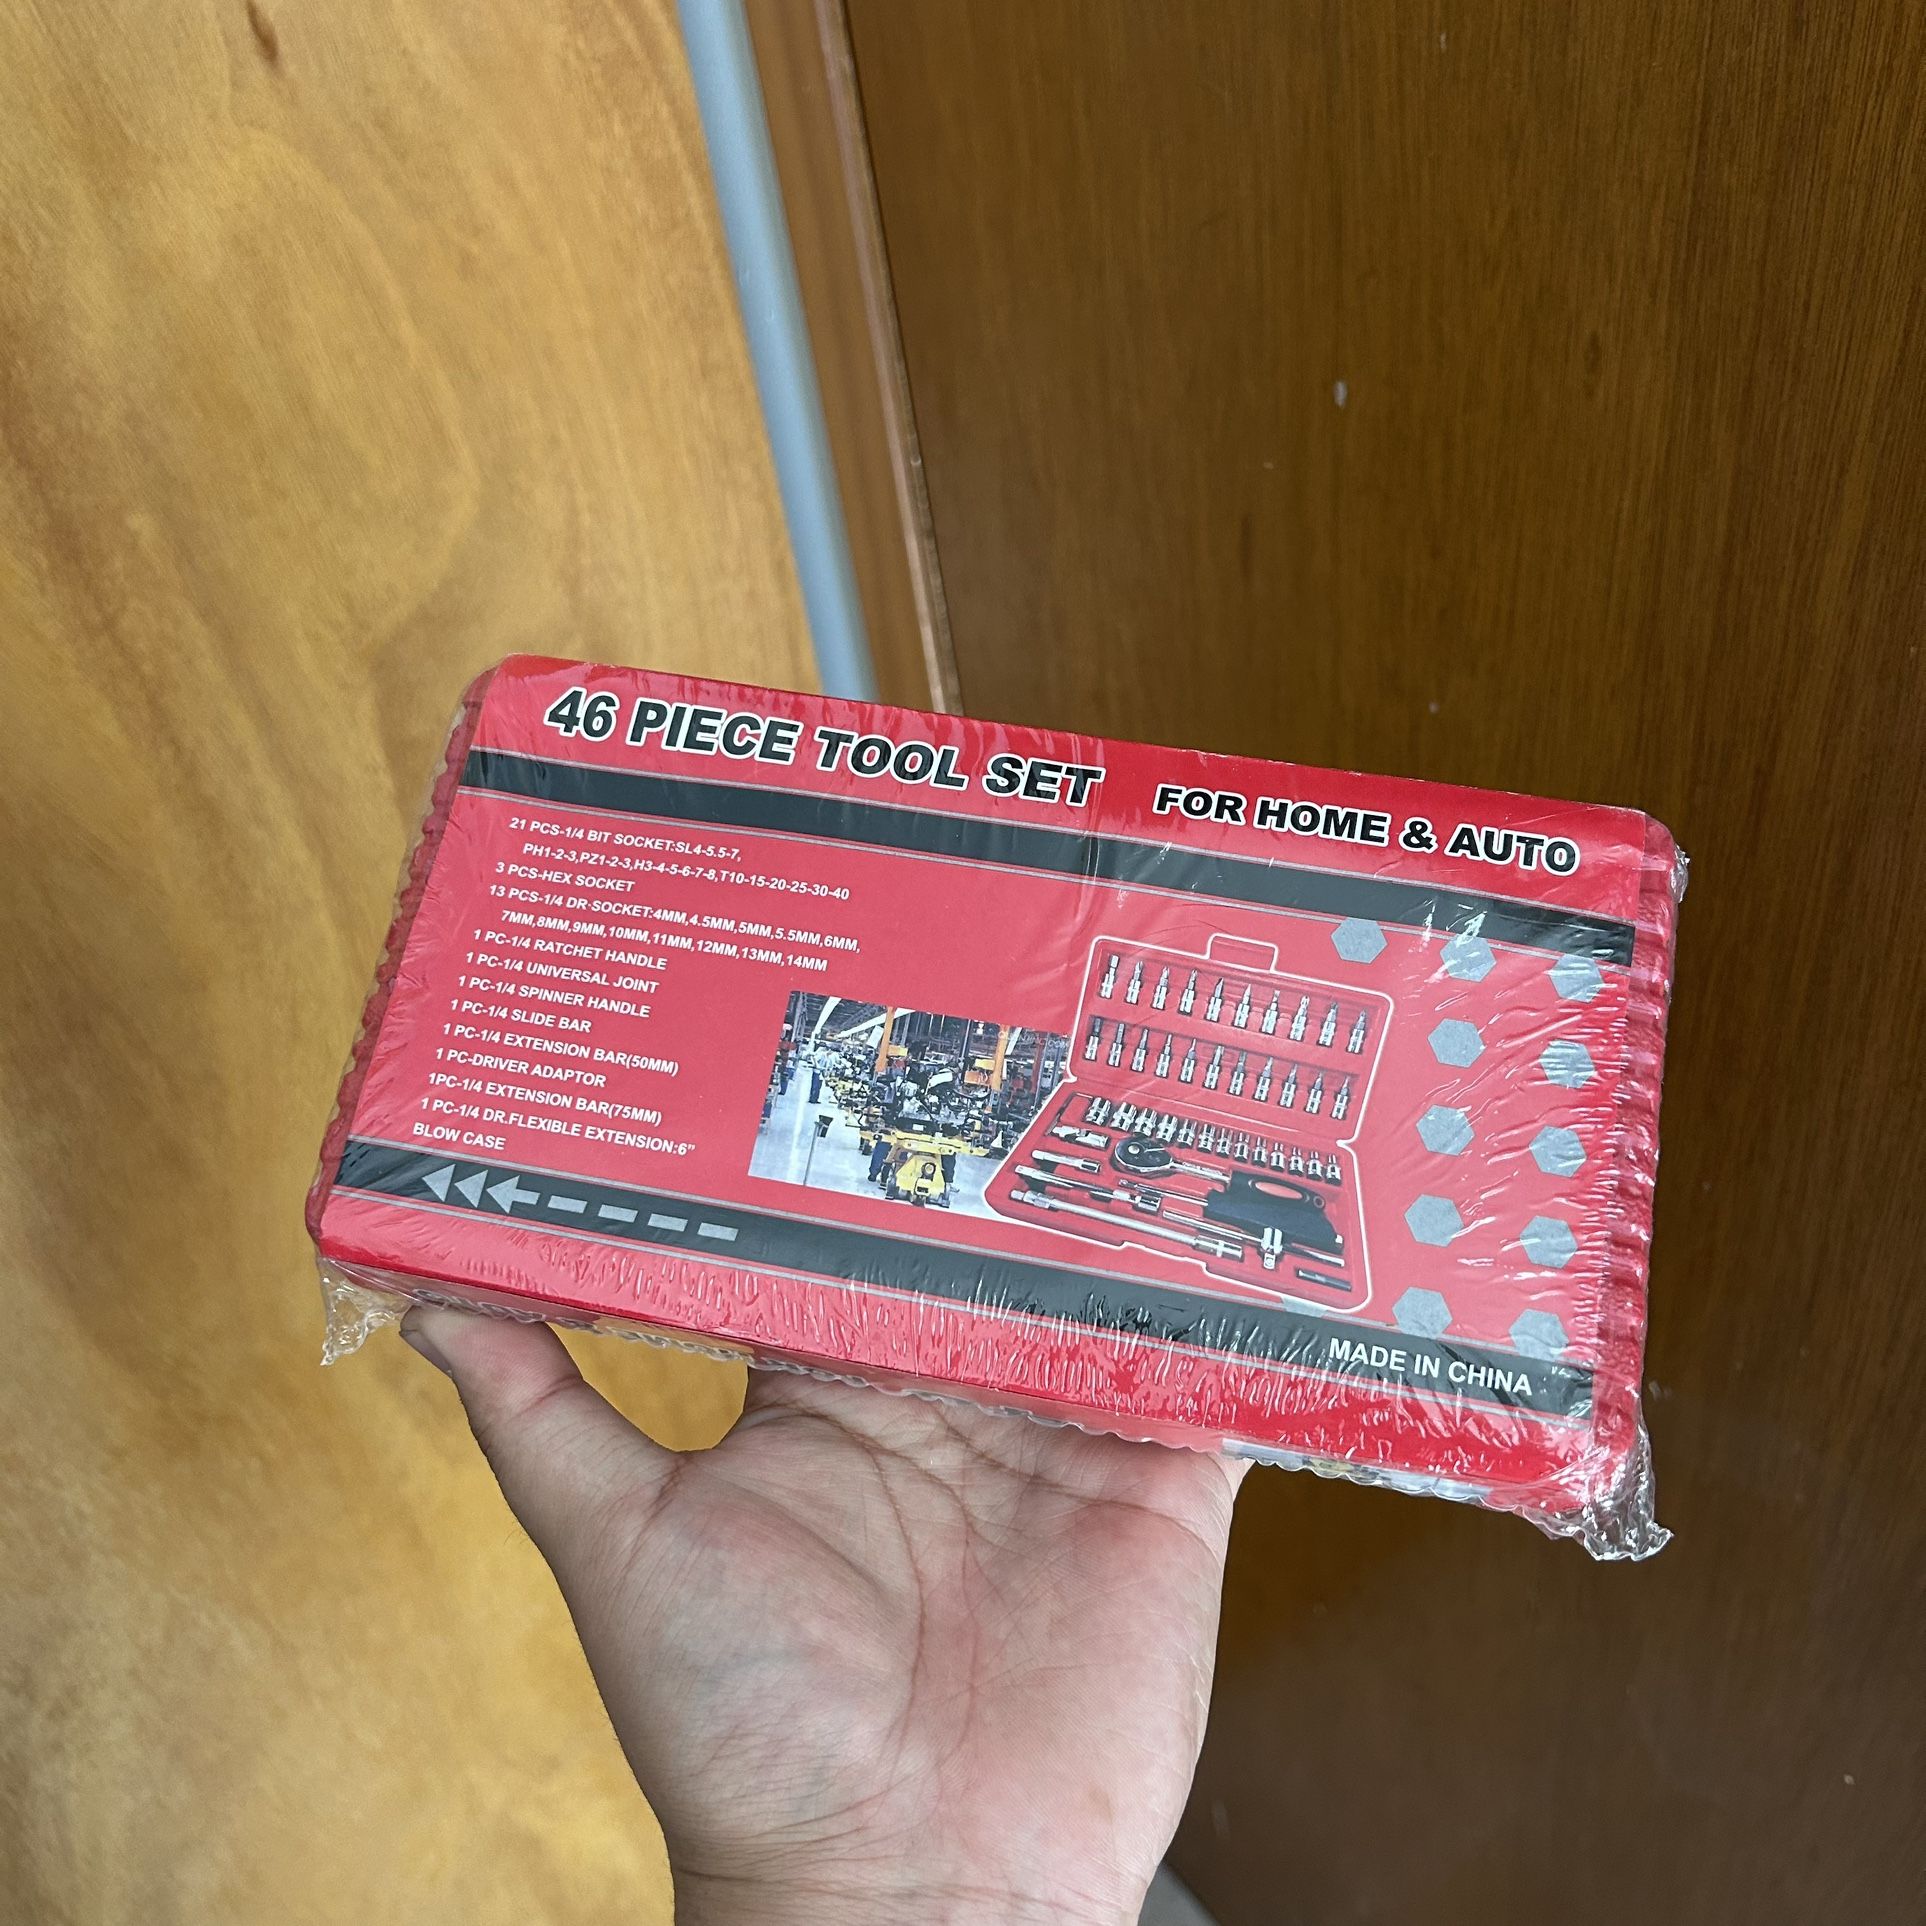 46 PIECE TOOL SET FOR HOME & AUTO
21 PCS-1/4 BIT SOCKET:SL4-5.5-7,
PH1-2-3,PZ1-2-3,H3-4-5-6-7-8,T10-15-20-25-30-40
3 PCS-HEX SOCKET
13 PCS-1/4 DR·SOCKET:4MM,4.5MM,5MM,5.5MM,6MM,
7MM,8MM,9MM,10MM,11MM,12MM,13MM,14MM
1 PC-1/4 RATCHET HANDLE
1 PC-1/4 UNIVERSAL JOINT
1 PC-1/4 SPINNER HANDLE
1 PC-1/4 SLIDE BAR
1 PC-1/4 EXTENSION BAR(50MM)
1 PC-DRIVER ADAPTOR
1PC-1/4 EXTENSION BAR(75MM)
1 PC-1/4 DR.FLEXIBLE EXTENSION:6"
BLOW CASE
MADE IN CHINA